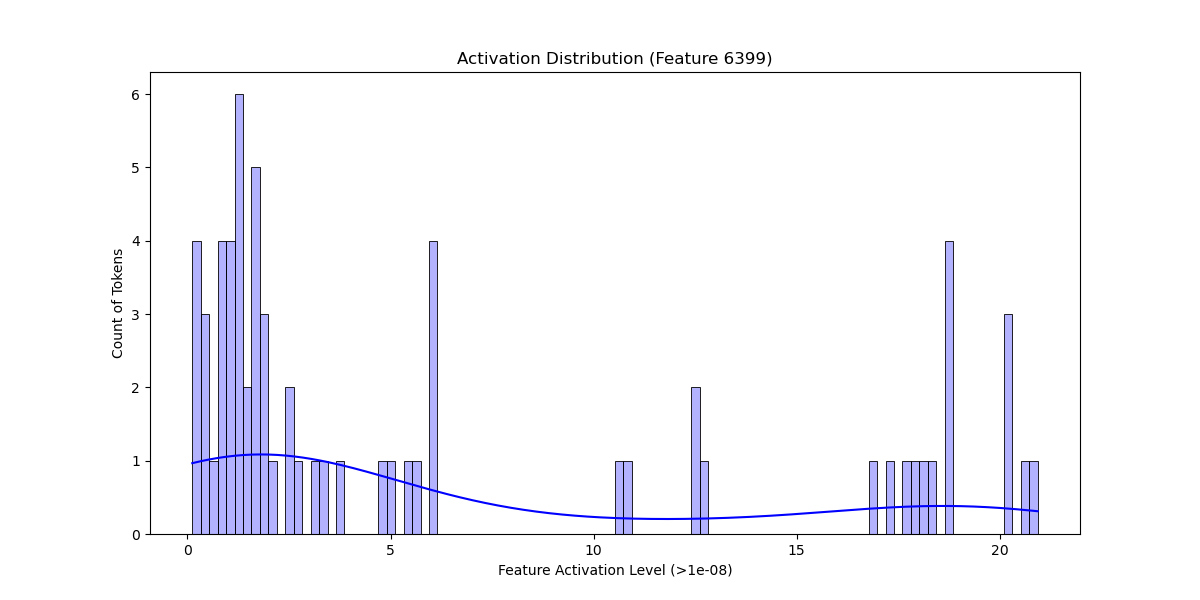 Activation Distribution (Feature 6399)
6
5
4
3
2
1
0
Count of Tokens
0 5 10 15 20
Feature Activation Level (>1e-08)